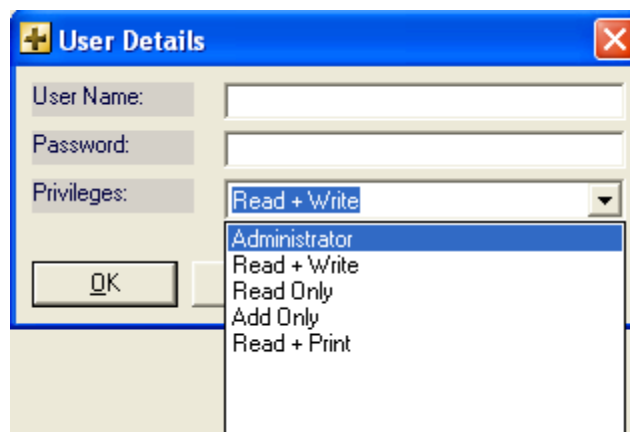 User Details
User Name:
Password:
Privileges:
Read + Write
Administrator
Read + Write
Read Only
Add Only
Read + Print
OK